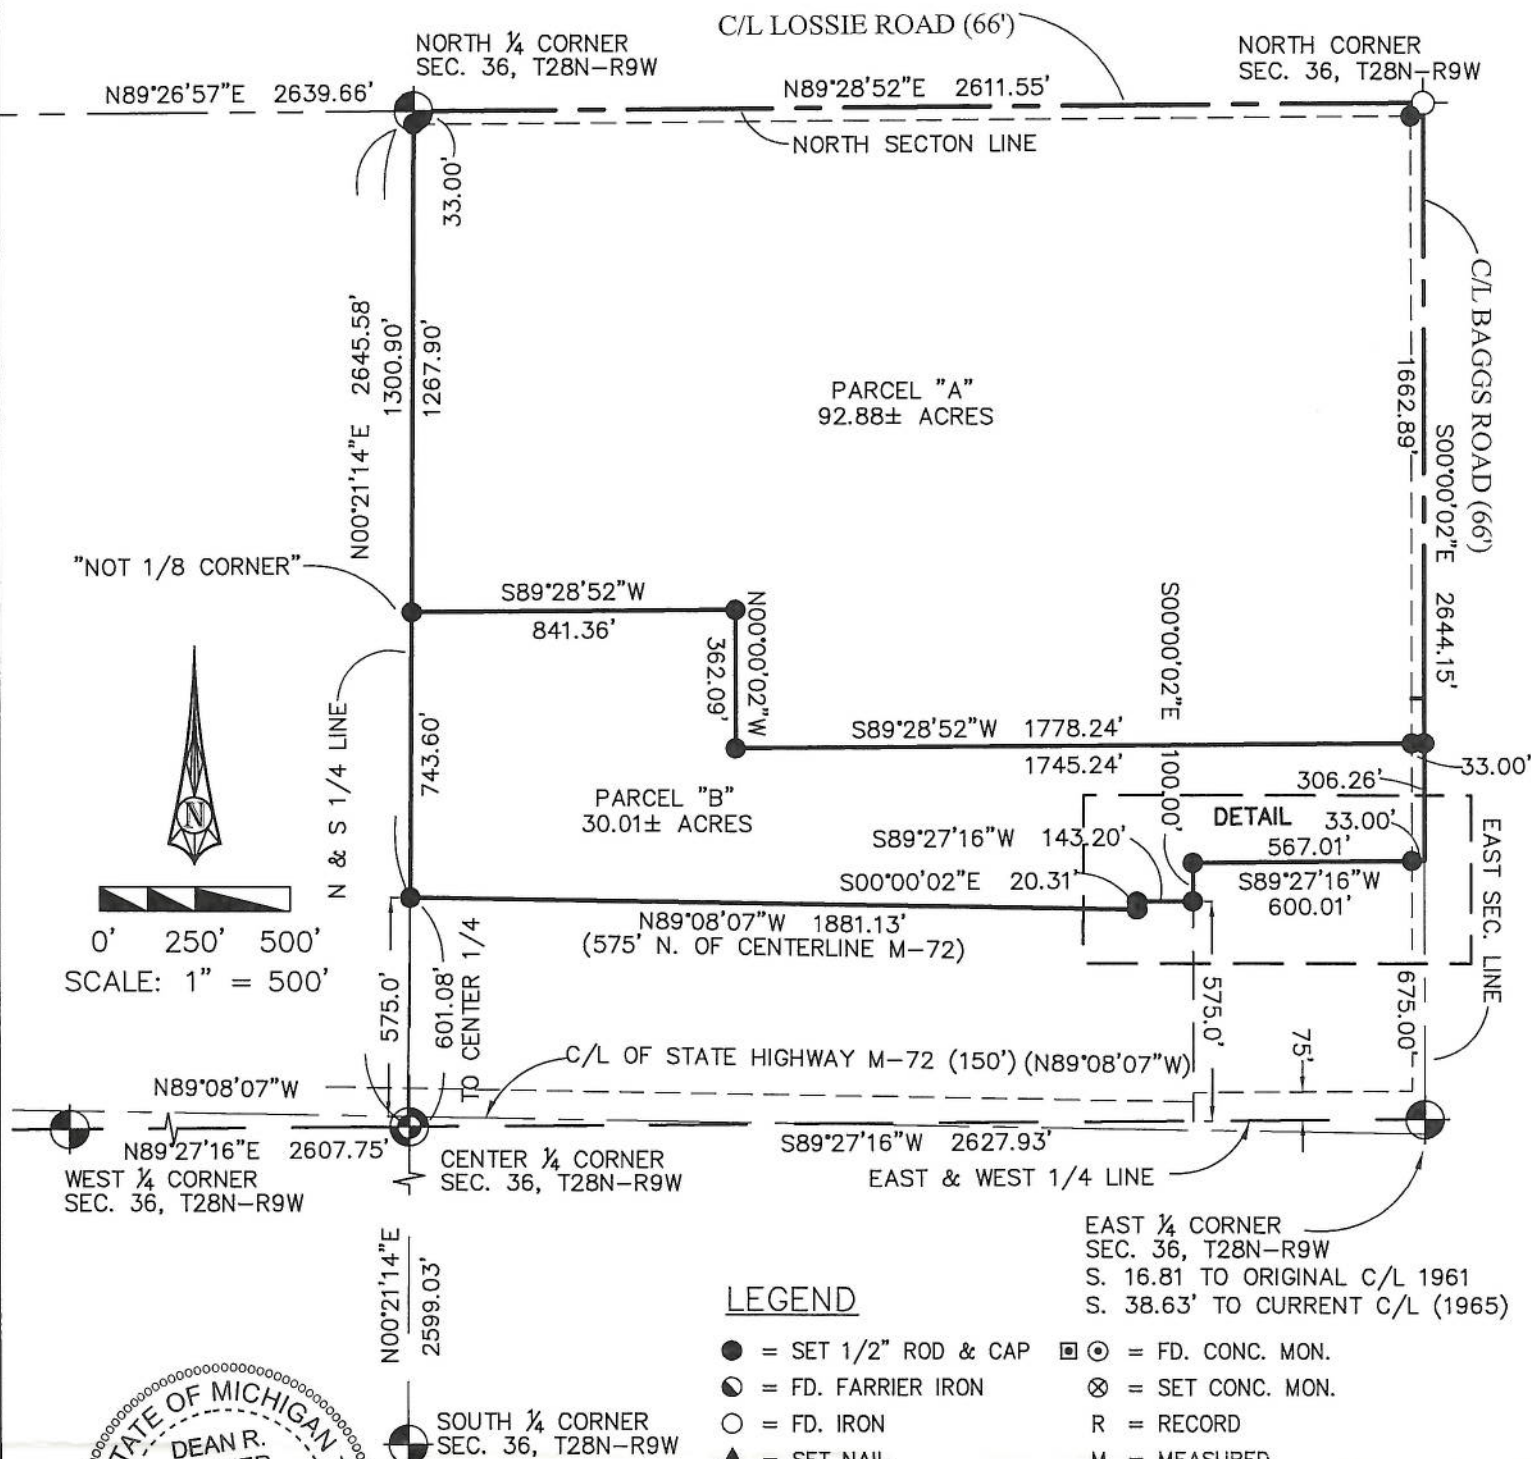 C/L LOSSIE ROAD (66')
NORTH ¼ CORNER
SEC. 36, T28N-R9W
NORTH CORNER
SEC. 36, T28N-R9W
N89°26'57"E 2639.66'
N89°28'52"E 2611.55'
NORTH SECTON LINE
33.00'
C/L BAGGS ROAD (66')
N00°21'14"E 2645.58'
1300.90'
1267.90'
PARCEL "A"
92.88± ACRES
1662.89'
S00°00'02"E 2644.15'
"NOT 1/8 CORNER"
S89°28'52"W
841.36'
N00°00'02"W
362.09'
S00°00'02"E 100.00'
N & S 1/4 LINE
743.60'
S89°28'52"W 1778.24'
1745.24'
33.00'
306.26'
PARCEL "B"
30.01± ACRES
DETAIL
33.00'
S89°27'16"W 143.20'
567.01'
S89°27'16"W
600.01'
S00°00'02"E 20.31'
EAST SEC. LINE
N
0' 250' 500'
SCALE: 1" = 500'
N89°08'07"W 1881.13'
(575' N. OF CENTERLINE M-72)
575.0'
601.08'
TO CENTER 1/4
575.0'
675.00'
75'
C/L OF STATE HIGHWAY M-72 (150') (N89°08'07"W)
N89°08'07"W
N89°27'16"E 2607.75'
S89°27'16"W 2627.93'
WEST ¼ CORNER
SEC. 36, T28N-R9W
CENTER ¼ CORNER
SEC. 36, T28N-R9W
EAST & WEST 1/4 LINE
EAST ¼ CORNER
SEC. 36, T28N-R9W
S. 16.81 TO ORIGINAL C/L 1961
S. 38.63' TO CURRENT C/L (1965)
N00°21'14"E
2599.03'
LEGEND
= SET 1/2" ROD & CAP
= FD. CONC. MON.
= FD. FARRIER IRON
= SET CONC. MON.
= FD. IRON
R = RECORD
= SET NAIL
M = MEASURED
SOUTH ¼ CORNER
SEC. 36, T28N-R9W
STATE OF MICHIGAN
DEAN R.